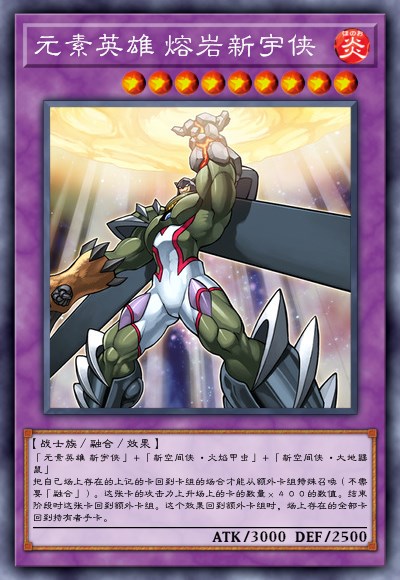 元素英雄 熔岩新宇侠
炎
ほのお
【战士族／融合／效果】
「元素英雄 新宇侠」＋「新空间侠・火焰甲虫」＋「新空间侠・大地鼹
鼠」
把自己场上存在的上记的卡回到卡组的场合才能从额外卡组特殊召唤（不需
要「融合」）。这张卡的攻击力上升场上的卡的数量×４００的数值。结束
阶段时这张卡回到额外卡组。这个效果回到额外卡组时，场上存在的全部卡
回到持有者手卡。
ATK/3000 DEF/2500